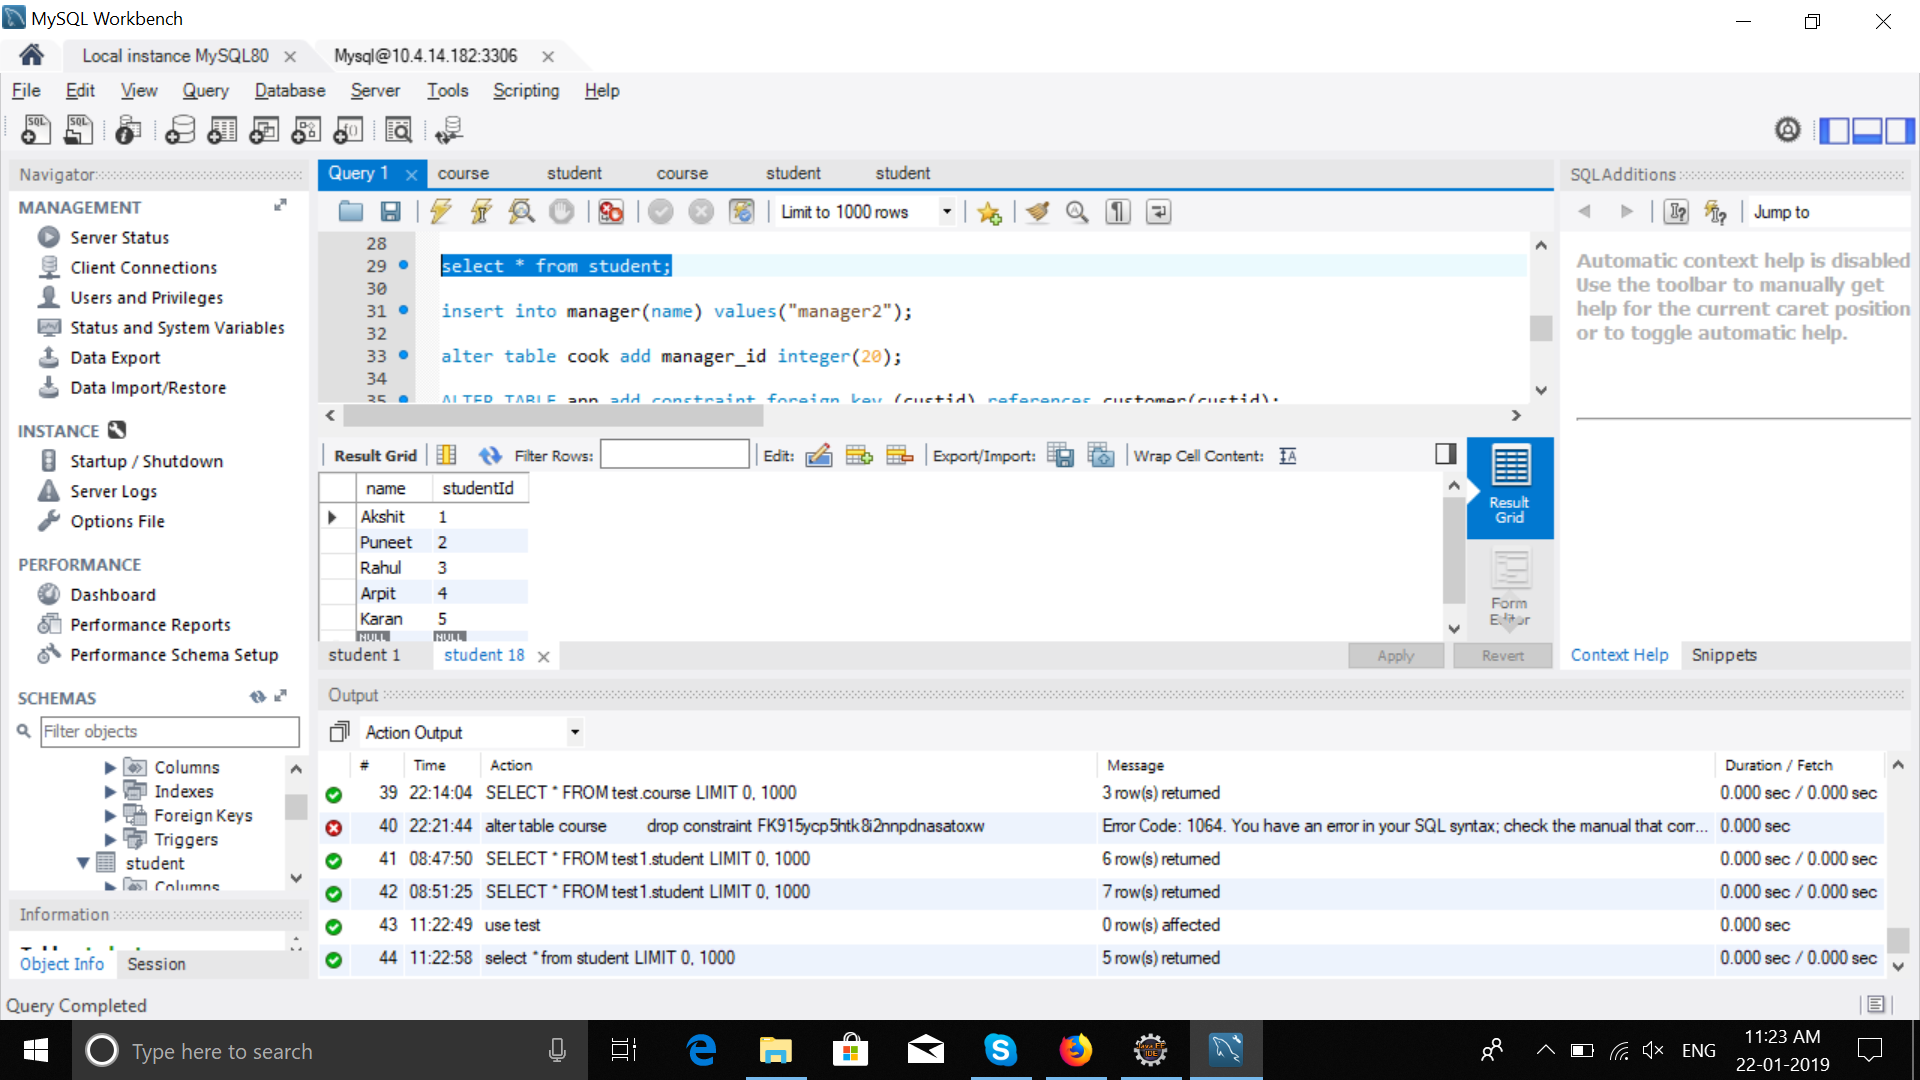 MySQL Workbench
Local instance MySQL80
Mysql@10.4.14.182:3306
File Edit View Query Database Server Tools Scripting Help
Navigator
MANAGEMENT
Server Status
Client Connections
Users and Privileges
Status and System Variables
Data Export
Data Import/Restore
INSTANCE
Startup / Shutdown
Server Logs
Options File
PERFORMANCE
Dashboard
Performance Reports
Performance Schema Setup
SCHEMAS
Filter objects
Columns
Indexes
Foreign Keys
Triggers
student
Columns
Information
Object Info Session
Query Completed
Query 1 course student course student student
Limit to 1000 rows
28
29 select * from student;
30
31 insert into manager(name) values("manager2");
32
33 alter table cook add manager_id integer(20);
34
35 ALTER TABLE app add constraint foreign key (custid) references customer(custid);
Result Grid Filter Rows: Edit: Export/Import: Wrap Cell Content:
name studentId
Akshit 1
Puneet 2
Rahul 3
Arpit 4
Karan 5
NULL NULL
Result Grid
Form Editor
student 1 student 18 Apply Revert
SQLAdditions
Jump to
Automatic context help is disabled
Use the toolbar to manually get
help for the current caret position
or to toggle automatic help.
Context Help Snippets
Output
Action Output
# Time Action Message Duration / Fetch
39 22:14:04 SELECT * FROM test.course LIMIT 0, 1000 3 row(s) returned 0.000 sec / 0.000 sec
40 22:21:44 alter table course drop constraint FK915ycp5htk8i2nnpdnasatoxw Error Code: 1064. You have an error in your SQL syntax; check the manual that corr... 0.000 sec
41 08:47:50 SELECT * FROM test1.student LIMIT 0, 1000 6 row(s) returned 0.000 sec / 0.000 sec
42 08:51:25 SELECT * FROM test1.student LIMIT 0, 1000 7 row(s) returned 0.000 sec / 0.000 sec
43 11:22:49 use test 0 row(s) affected 0.000 sec
44 11:22:58 select * from student LIMIT 0, 1000 5 row(s) returned 0.000 sec / 0.000 sec
Type here to search
ENG
11:23 AM
22-01-2019